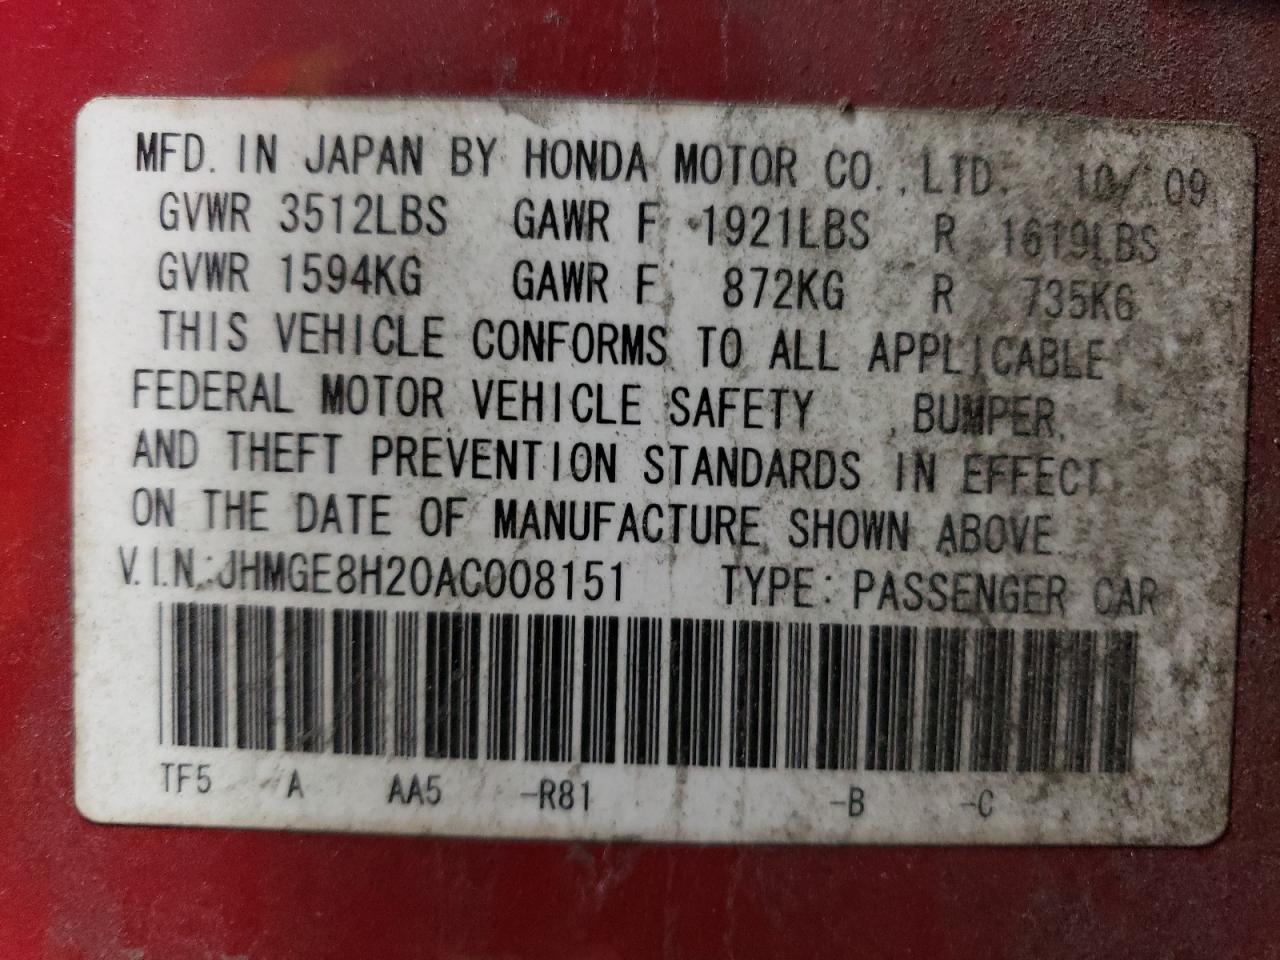 MFD. IN JAPAN BY HONDA MOTOR CO., LTD. 10/ 09
GVWR 3512LBS GAWR F 1921LBS R 1619LBS
GVWR 1594KG GAWR F 872KG R 735KG
THIS VEHICLE CONFORMS TO ALL APPLICABLE
FEDERAL MOTOR VEHICLE SAFETY , BUMPER,
AND THEFT PREVENTION STANDARDS IN EFFECT
ON THE DATE OF MANUFACTURE SHOWN ABOVE.
V.I.N.:JHMGE8H20AC008151 TYPE: PASSENGER CAR
TF5 A AA5 -R81 -B -C